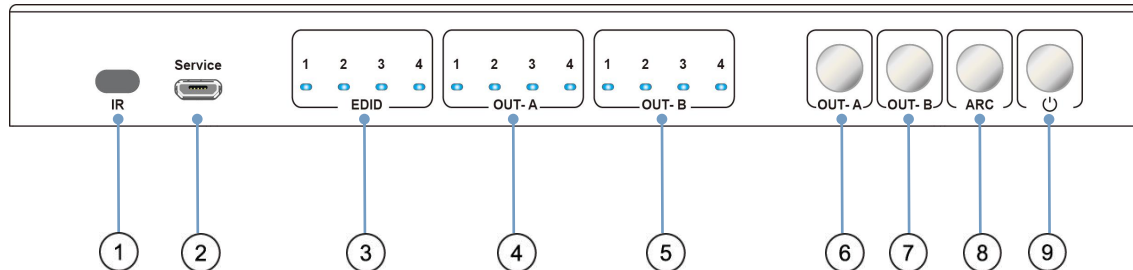 Service
IR
1 2 3 4
EDID
1 2 3 4
OUT- A
1 2 3 4
OUT- B
OUT- A
OUT- B
ARC
1
2
3
4
5
6
7
8
9